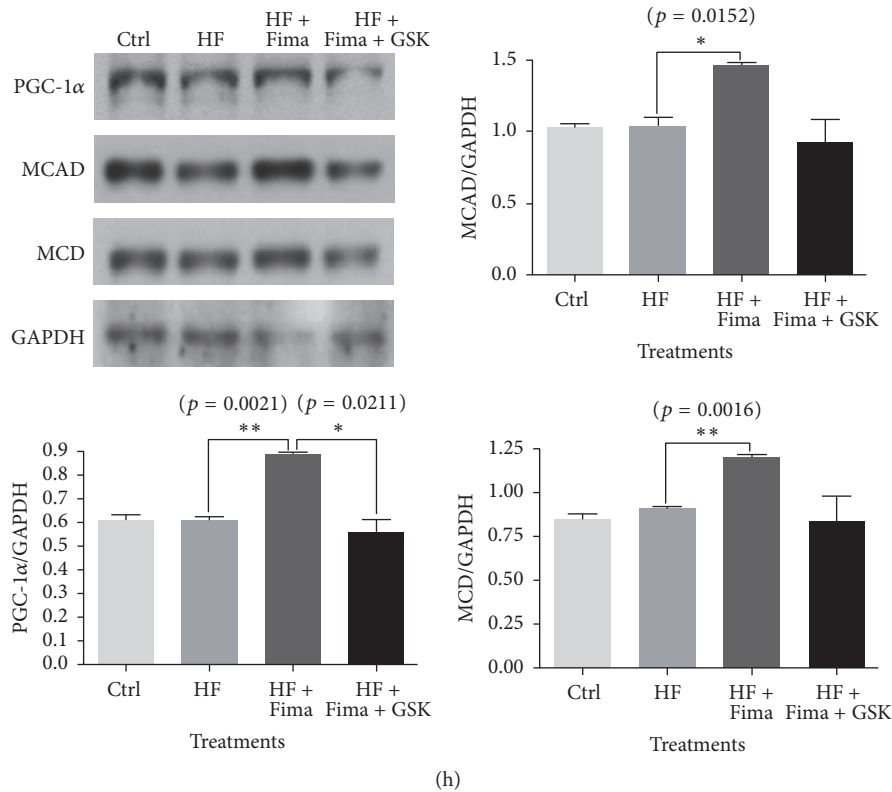 HF + HF +
Ctrl HF Fima Fima + GSK
PGC-1α
MCAD
MCD
GAPDH
(p = 0.0152)
*
1.5
1.0
0.5
0.0
MCAD/GAPDH
Ctrl HF HF + HF +
Fima Fima + GSK
Treatments
(p = 0.0021) (p = 0.0211)
** *
0.9
0.8
0.7
0.6
0.5
0.4
0.3
0.2
0.1
0.0
PGC-1α/GAPDH
Ctrl HF HF + HF +
Fima Fima + GSK
Treatments
(p = 0.0016)
**
1.25
1.00
0.75
0.50
0.25
0.00
MCD/GAPDH
Ctrl HF HF + HF +
Fima Fima + GSK
Treatments
(h)